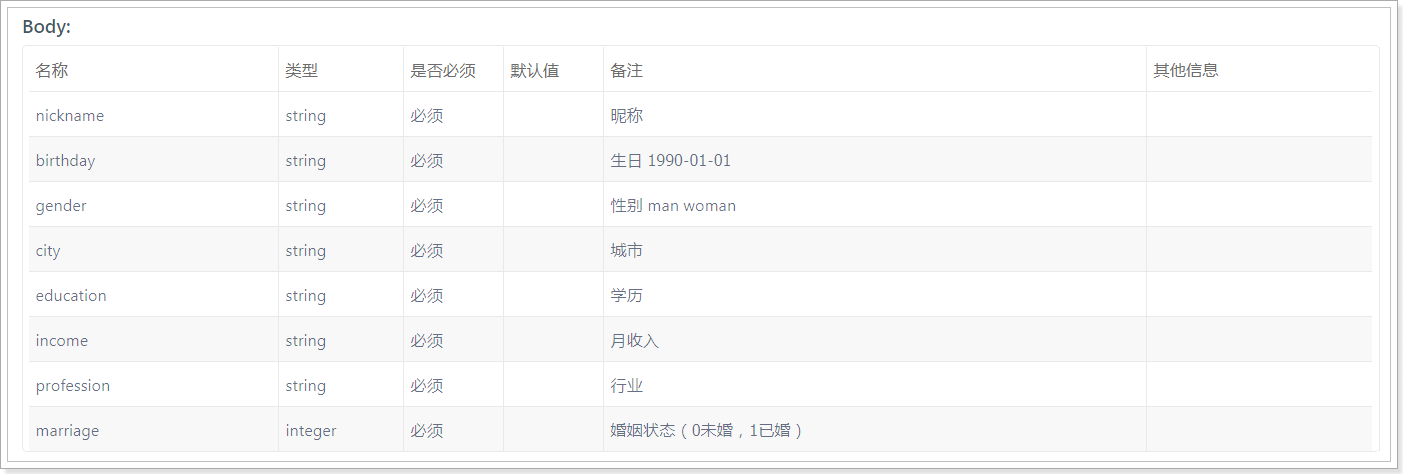 Body:
名称 类型 是否必须 默认值 备注 其他信息
nickname string 必须 昵称
birthday string 必须 生日 1990-01-01
gender string 必须 性别 man woman
city string 必须 城市
education string 必须 学历
income string 必须 月收入
profession string 必须 行业
marriage integer 必须 婚姻状态（0未婚，1已婚）